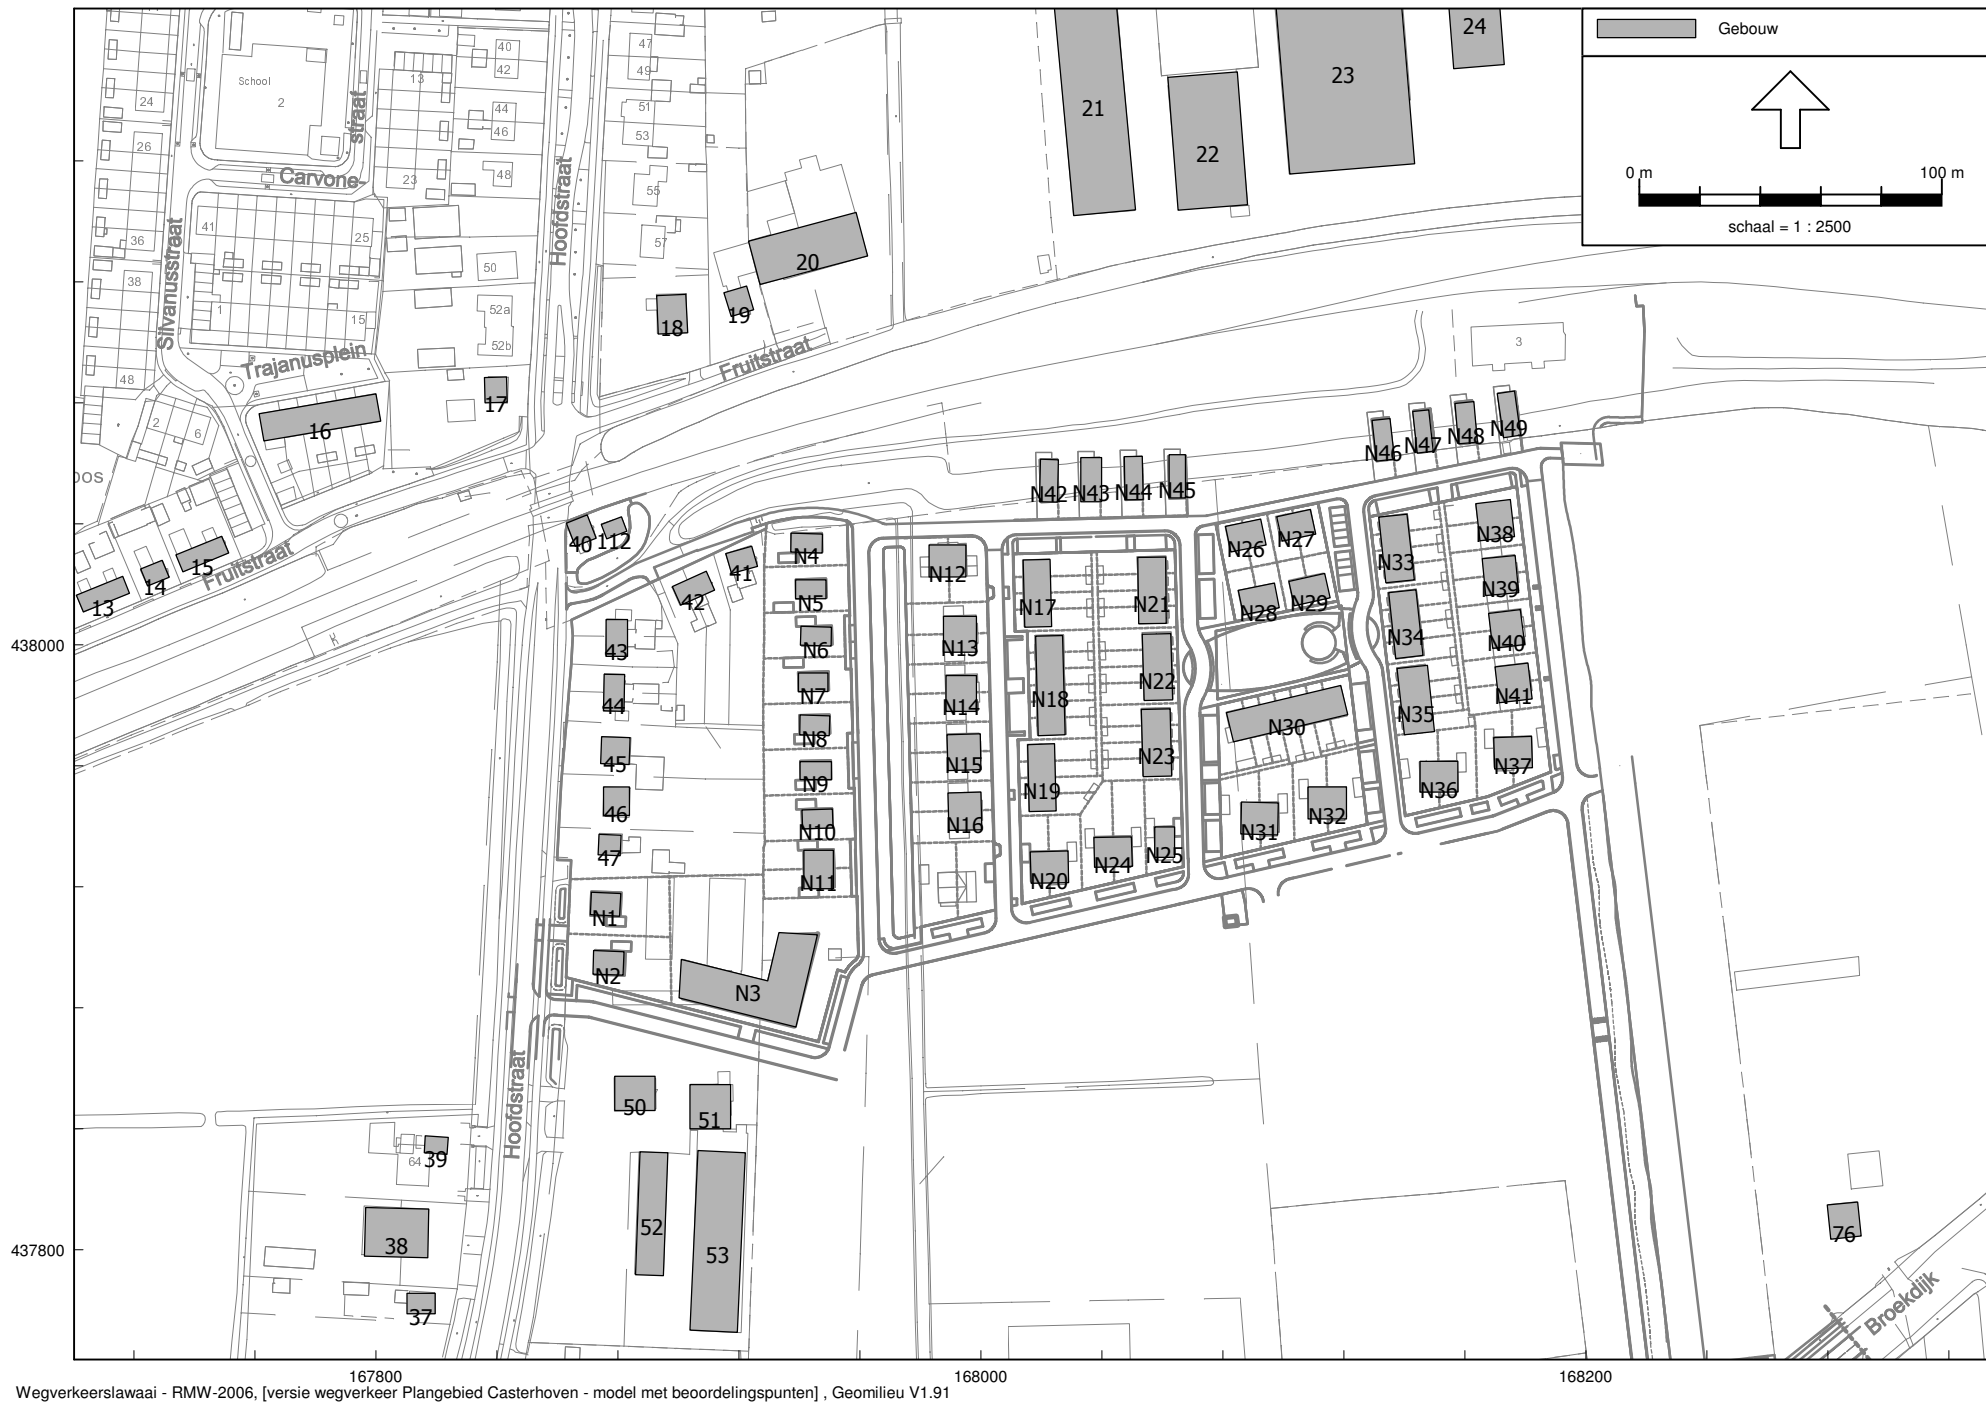 Gebouw
0 m
100 m
schaal = 1 : 2500
24
23
21
22
20
19
18
17
16
15
14
13
School
2
Carvone-
straat
Silvanusstraat
Hoofdstraat
Trajanusplein
Fruitstraat
Fruitstraat
40
42
44
46
48
50
52a
52b
13
23
47
49
51
53
55
57
24
26
36
38
48
41
25
1
15
2
6
oos
3
N42
N43
N44
N45
N46
N47
N48
N49
40
112
41
42
43
44
45
46
47
N1
N2
N3
N4
N5
N6
N7
N8
N9
N10
N11
N12
N13
N14
N15
N16
N17
N18
N19
N20
N21
N22
N23
N24
N25
N26
N27
N28
N29
N30
N31
N32
N33
N34
N35
N36
N37
N38
N39
N40
N41
K
Hoofdstraat
50
51
52
53
64
39
38
37
76
Broekdijk
438000
437800
167800
168000
168200
Wegverkeerslawaai - RMW-2006, [versie wegverkeer Plangebied Casterhoven - model met beoordelingspunten] , Geomilieu V1.91